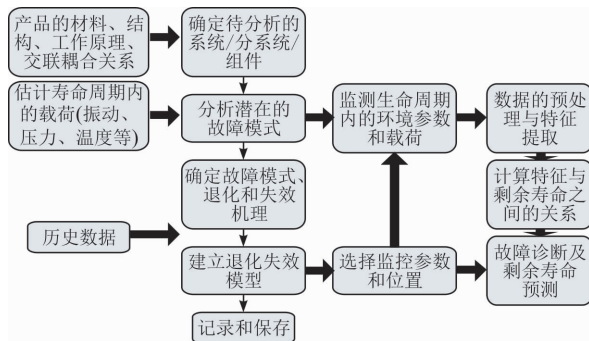 产品的材料、结
构、工作原理、
交联耦合关系
确定待分析的
系统/分系统/
组件
估计寿命周期内
的载荷(振动、
压力、温度等)
分析潜在的
故障模式
监测生命周期
内的环境参数
和载荷
数据的预处
理与特征
提取
确定故障模式、
退化和失效
机理
计算特征与
剩余寿命之
间的关系
历史数据
建立退化失效
模型
选择监控参数
和位置
故障诊断及
剩余寿命
预测
记录和保存